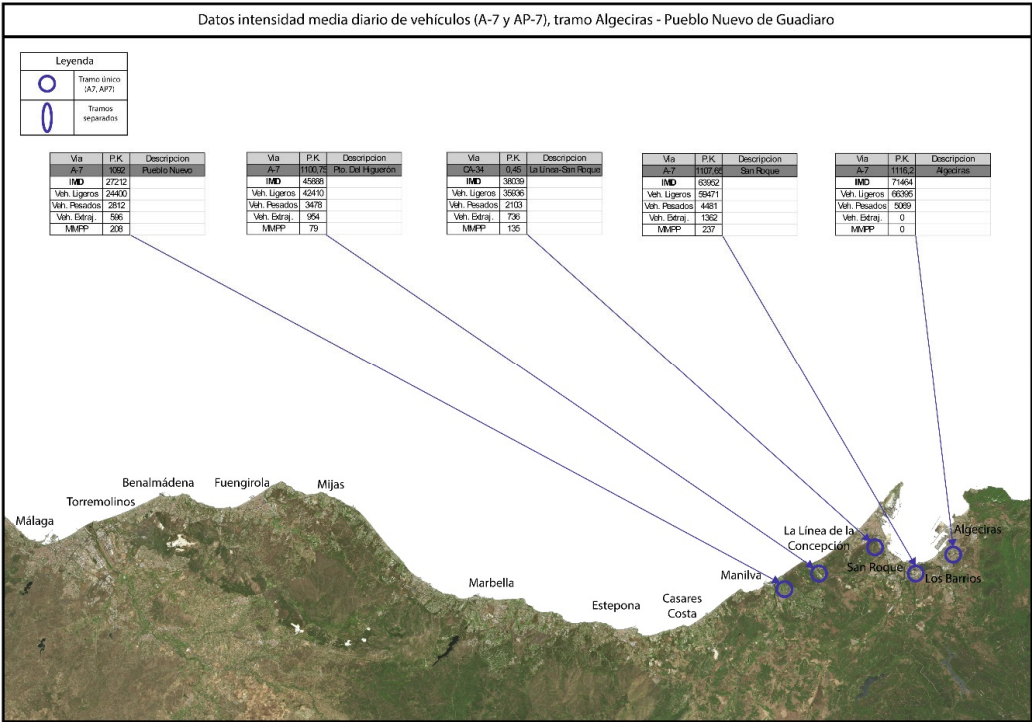 Datos intensidad media diario de vehículos (A-7 y AP-7), tramo Algeciras - Pueblo Nuevo de Guadiaro
Leyenda
Tramo único
(A7, AP7)
Tramos
separados
Via P.K. Descripcion
A-7 1092 Pueblo Nuevo
IMD 27212
Veh. Ligeros 24400
Veh. Pesados 2812
Veh. Extraj. 596
MMPP 208
Via P.K. Descripcion
A-7 1100,75 Pto. Del Higuerón
IMD 45888
Veh. Ligeros 42410
Veh. Pesados 3478
Veh. Extraj. 954
MMPP 79
Via P.K. Descripcion
CA-34 0,45 La Linea-San Roque
IMD 38039
Veh. Ligeros 35936
Veh. Pesados 2103
Veh. Extraj. 736
MMPP 135
Via P.K. Descripcion
A-7 1107,65 San Roque
IMD 63952
Veh. Ligeros 59471
Veh. Pesados 4481
Veh. Extraj. 1362
MMPP 237
Via P.K. Descripcion
A-7 1116,2 Algeciras
IMD 71464
Veh. Ligeros 66395
Veh. Pesados 5069
Veh. Extraj. 0
MMPP 0
Málaga
Torremolinos
Benalmádena
Fuengirola
Mijas
Marbella
Estepona
Casares
Costa
Manilva
La Línea de la
Concepción
San Roque
Los Barrios
Algeciras